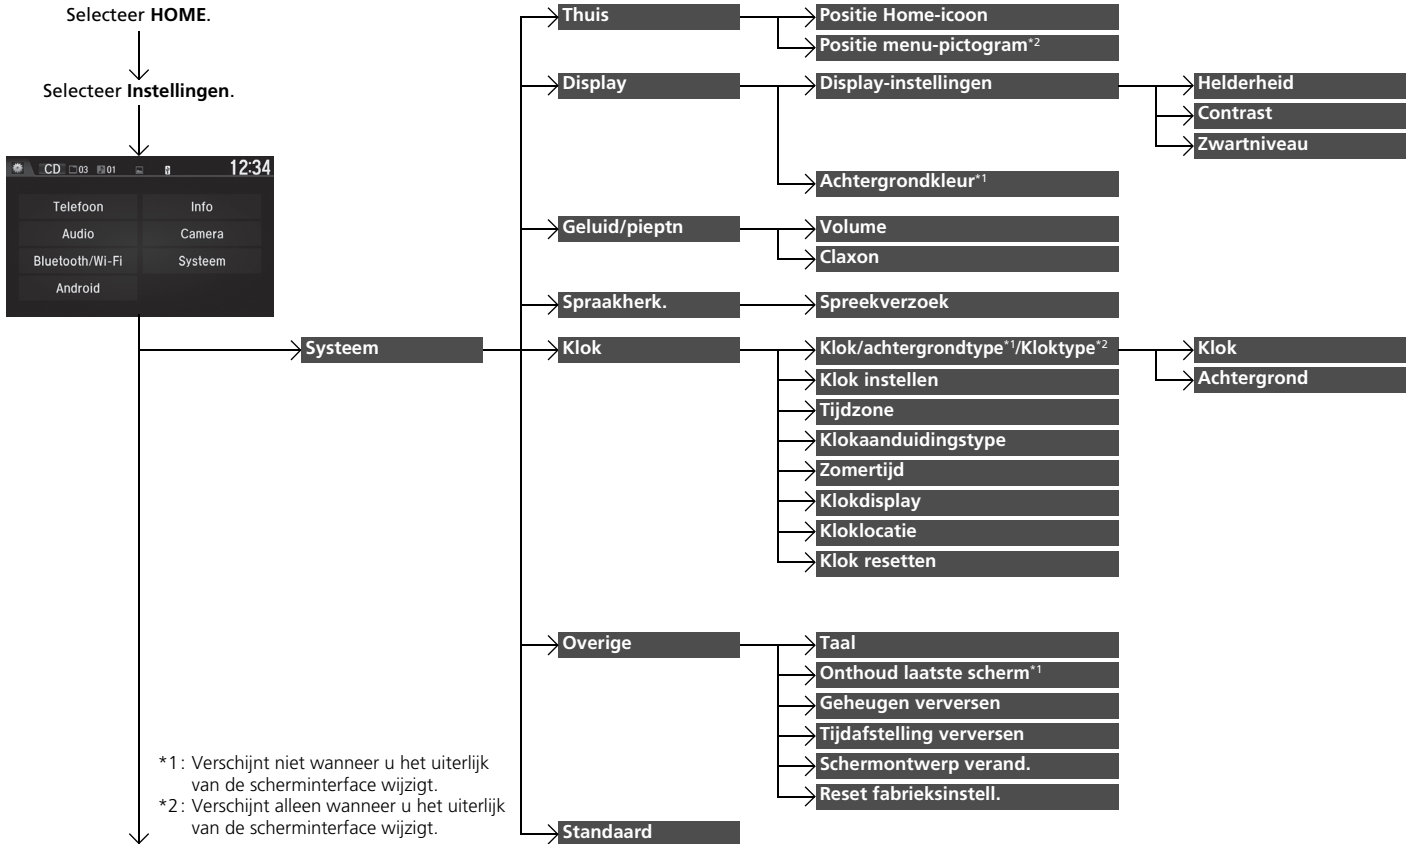 Selecteer HOME.
Selecteer Instellingen.
CD 03 01 12:34
Telefoon Info
Audio Camera
Bluetooth/Wi-Fi Systeem
Android
Systeem
Thuis
Positie Home-icoon
Positie menu-pictogram*2
Display
Display-instellingen
Helderheid
Contrast
Zwartniveau
Achtergrondkleur*1
Geluid/pieptn
Volume
Claxon
Spraakherk.
Spreekverzoek
Klok
Klok/achtergrondtype*1/Kloktype*2
Klok
Achtergrond
Klok instellen
Tijdzone
Klokaanduidingstype
Zomertijd
Klokdisplay
Kloklocatie
Klok resetten
Overige
Taal
Onthoud laatste scherm*1
Geheugen verversen
Tijdafstelling verversen
Schermontwerp verand.
Reset fabrieksinstell.
Standaard
*1: Verschijnt niet wanneer u het uiterlijk
van de scherminterface wijzigt.
*2: Verschijnt alleen wanneer u het uiterlijk
van de scherminterface wijzigt.